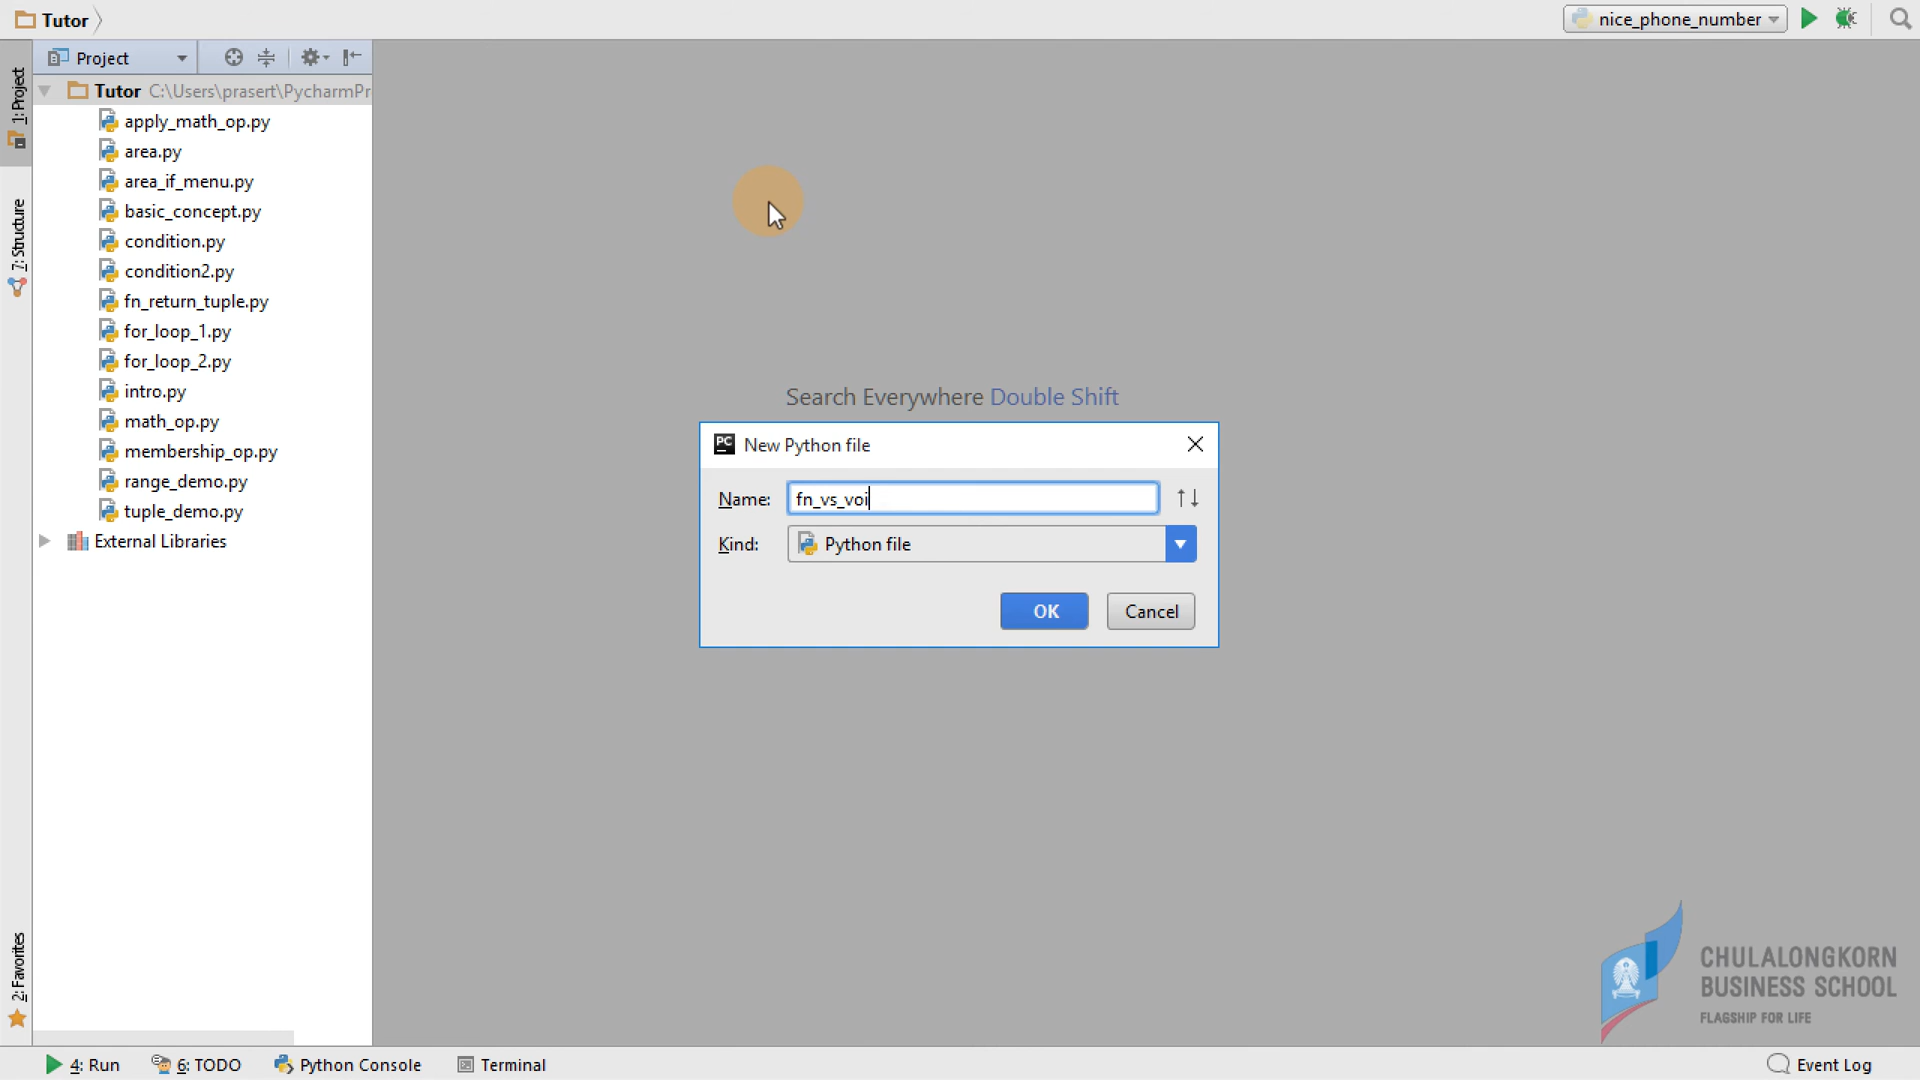 Tutor
nice_phone_number
Project
1: Project
7: Structure
2: Favorites
Tutor C:\Users\prasert\PycharmPr
apply_math_op.py
area.py
area_if_menu.py
basic_concept.py
condition.py
condition2.py
fn_return_tuple.py
for_loop_1.py
for_loop_2.py
intro.py
math_op.py
membership_op.py
range_demo.py
tuple_demo.py
External Libraries
Search Everywhere Double Shift
PC New Python file
Name: fn_vs_voi
Kind: Python file
OK Cancel
CHULALONGKORN
BUSINESS SCHOOL
FLAGSHIP FOR LIFE
4: Run 6: TODO Python Console Terminal Event Log